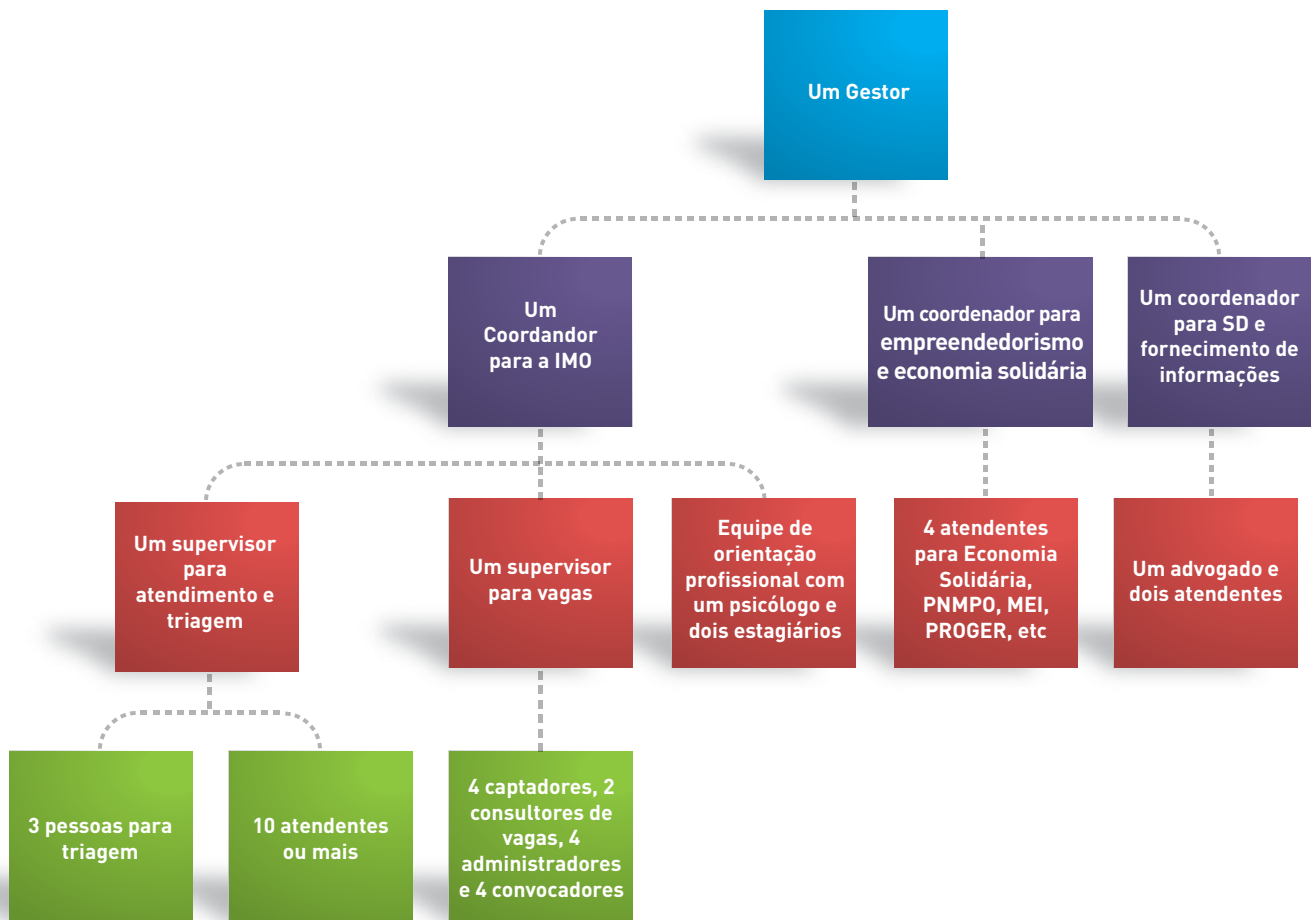 Um Gestor
Um
Coordandor
para a IMO
Um coordenador para
empreendedorismo
e economia solidária
Um coordenador
para SD e
fornecimento de
informações
Um supervisor
para
atendimento e
triagem
Um supervisor
para vagas
Equipe de
orientação
profissional com
um psicólogo e
dois estagiários
4 atendentes
para Economia
Solidária,
PNMPO, MEI,
PROGER, etc
Um advogado e
dois atendentes
3 pessoas para
triagem
10 atendentes
ou mais
4 captadores, 2
consultores de
vagas, 4
administradores
e 4 convocadores